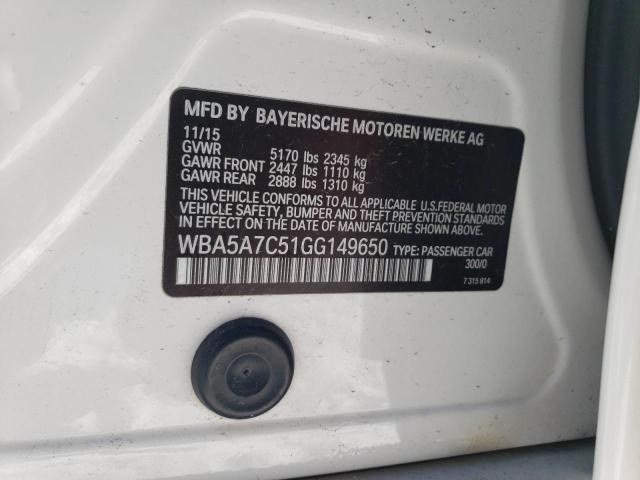 MFD BY BAYERISCHE MOTOREN WERKE AG
11/15
GVWR 5170 lbs 2345 kg
GAWR FRONT 2447 lbs 1110 kg
GAWR REAR 2888 lbs 1310 kg
THIS VEHICLE CONFORMS TO ALL APPLICABLE U.S.FEDERAL MOTOR
VEHICLE SAFETY, BUMPER, AND THEFT PREVENTION STANDARDS
IN EFFECT ON THE DATE OF MANUFACTURE SHOWN ABOVE.
WBA5A7C51GG149650 TYPE: PASSENGER CAR
300/0
7 315 814